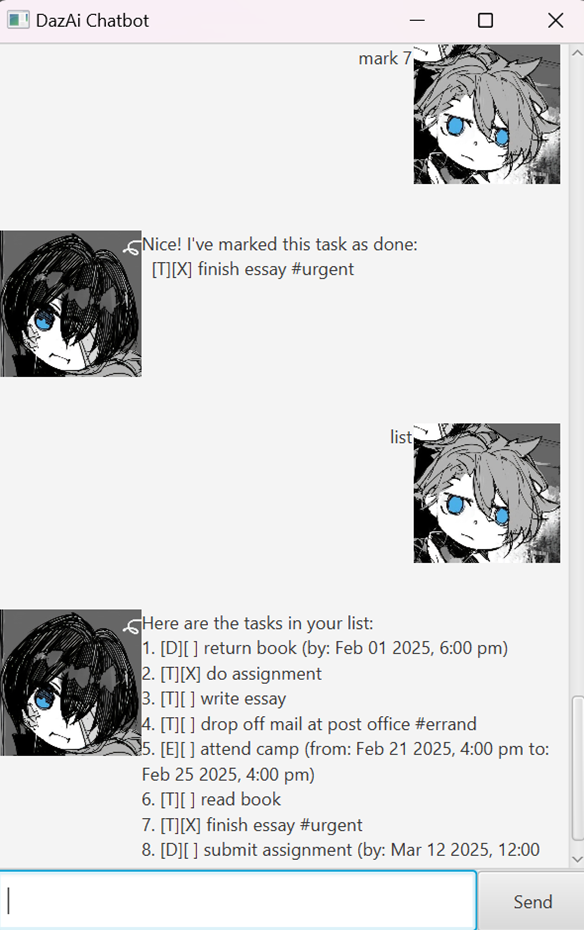 DazAi Chatbot
mark 7
Nice! I've marked this task as done:
[T][X] finish essay #urgent
list
Here are the tasks in your list:
1. [D][ ] return book (by: Feb 01 2025, 6:00 pm)
2. [T][X] do assignment
3. [T][ ] write essay
4. [T][ ] drop off mail at post office #errand
5. [E][ ] attend camp (from: Feb 21 2025, 4:00 pm to:
Feb 25 2025, 4:00 pm)
6. [T][ ] read book
7. [T][X] finish essay #urgent
8. [D][ ] submit assignment (by: Mar 12 2025, 12:00
Send